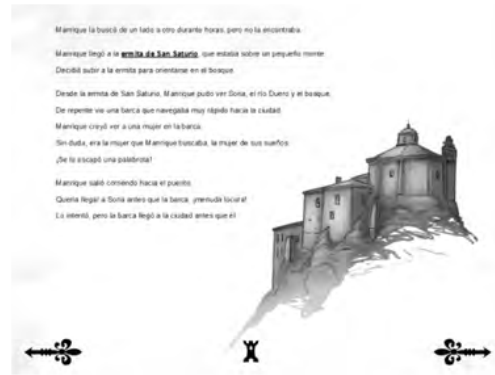 Manrique la buscó de un lado a otro durante horas, pero no la encontraba.
Manrique llegó a la ermita de San Saturio, que estaba sobre un pequeño monte.
Decidió subir a la ermita para orientarse en el bosque.
Desde la ermita de San Saturio, Manrique pudo ver Soria, el río Duero y el bosque.
De repente vio una barca que navegaba muy rápido hacia la ciudad.
Manrique creyó ver a una mujer en la barca.
Sin duda, era la mujer que Manrique buscaba, la mujer de sus sueños.
¡Se le escapó una palabrota!
Manrique salió corriendo hacia el puente.
Quería llegar a Soria antes que la barca, ¡menuda locura!
Lo intentó, pero la barca llegó a la ciudad antes que él.